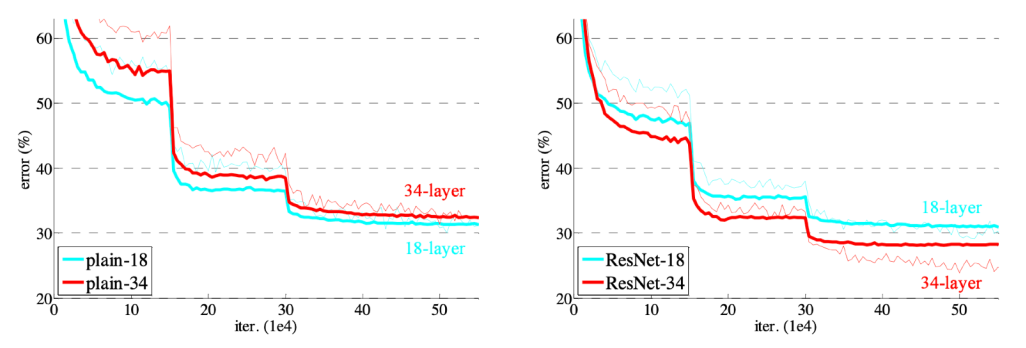 60
50
40
30
20
error (%)
0
10
20
30
40
50
iter. (1e4)
34-layer
18-layer
plain-18
plain-34
60
50
40
30
20
error (%)
0
10
20
30
40
50
iter. (1e4)
18-layer
34-layer
ResNet-18
ResNet-34